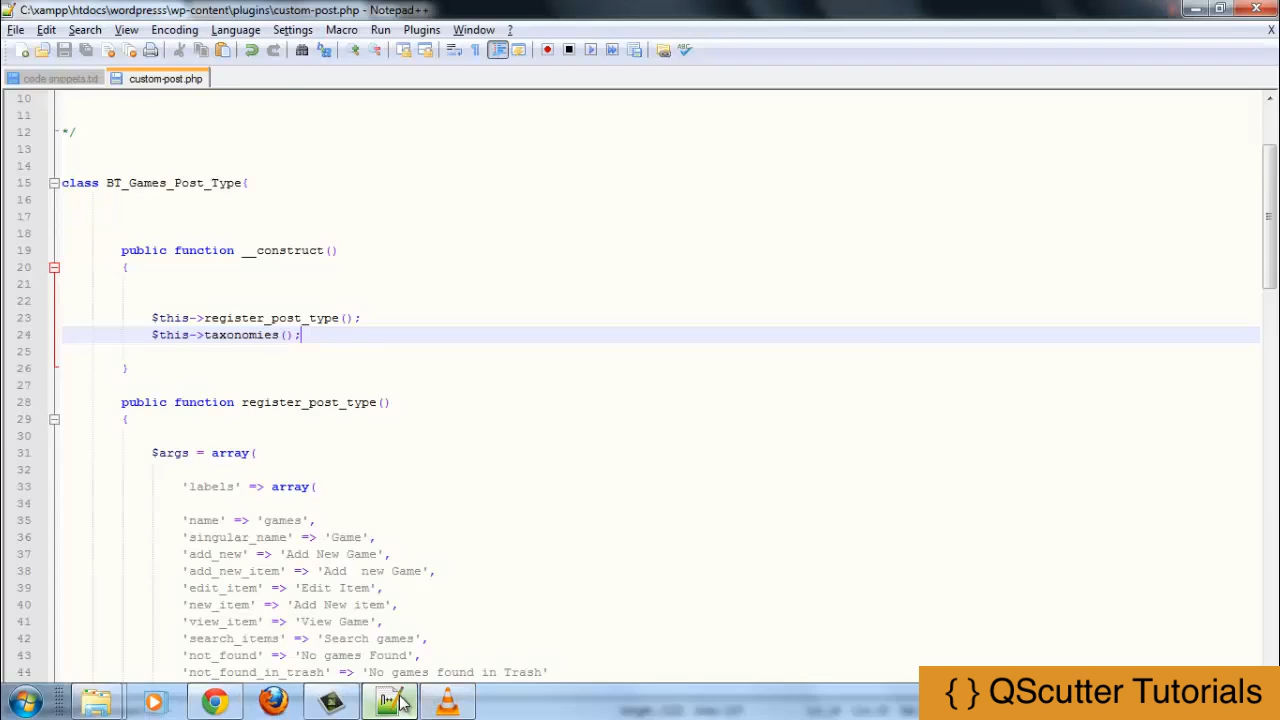 C:\xampp\htdocs\wordpresss\wp-content\plugins\custom-post.php - Notepad++
File Edit Search View Encoding Language Settings Macro Run Plugins Window ? X
code snippets.txt custom-post.php
10
11
12 */
13
14
15 class BT_Games_Post_Type{
16
17
18
19 public function __construct()
20 {
21
22
23 $this->register_post_type();
24 $this->taxonomies();
25
26 }
27
28 public function register_post_type()
29 {
30
31 $args = array(
32
33 'labels' => array(
34
35 'name' => 'games',
36 'singular_name' => 'Game',
37 'add_new' => 'Add New Game',
38 'add_new_item' => 'Add  new Game',
39 'edit_item' => 'Edit Item',
40 'new_item' => 'Add New item',
41 'view_item' => 'View Game',
42 'search_items' => 'Search games',
43 'not_found' => 'No games Found',
44 'not_found_in_trash' => 'No games found in Trash'
{ } QScutter Tutorials